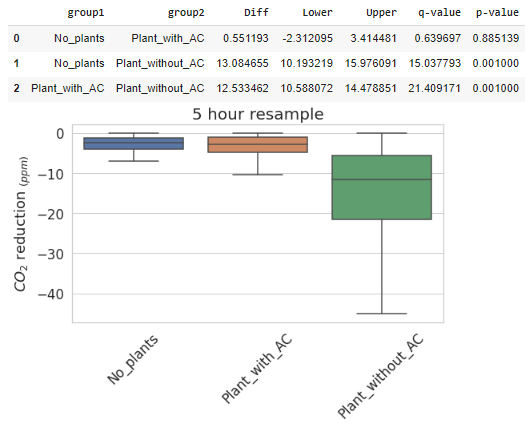 group1 group2 Diff Lower Upper q-value p-value
0 No_plants Plant_with_AC 0.551193 -2.312095 3.414481 0.639697 0.885139
1 No_plants Plant_without_AC 13.084655 10.193219 15.976091 15.037793 0.001000
2 Plant_with_AC Plant_without_AC 12.533462 10.588072 14.478851 21.409171 0.001000
5 hour resample
0
−10
−20
−30
−40
CO₂ reduction (ppm)
No_plants
Plant_with_AC
Plant_without_AC